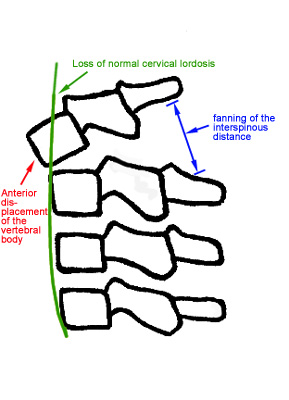 Loss of normal cervical lordosis
fanning of the
interspinous
distance
Anterior
dis-
placement
of the
vertebral
body